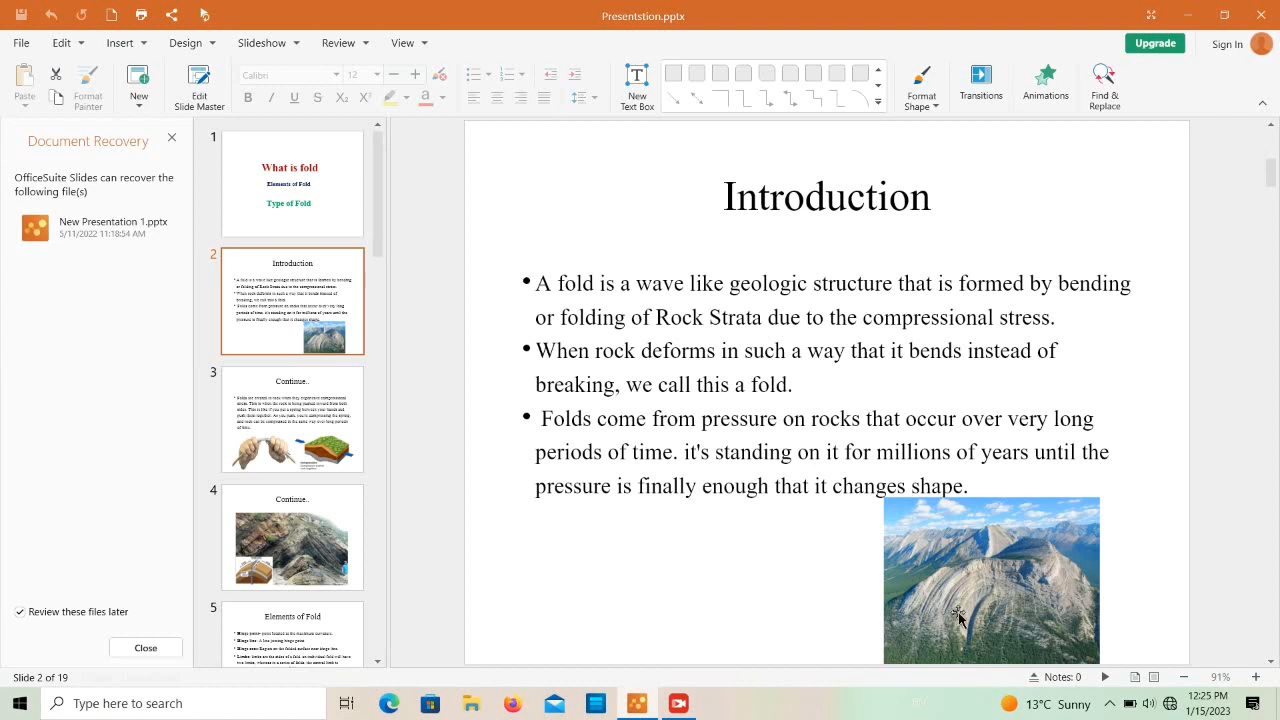 Presentestion.pptx
File Edit Insert Design Slideshow Review View Upgrade Sign In
Paste Format Painter New Edit Slide Master Calibri 12 New Text Box Format Shape Transitions Animations Find & Replace
B I U S X₂ X²
Document Recovery
OfficeSuite Slides can recover the
following file(s)
New Presentation 1.pptx
5/11/2022 11:18:54 AM
Review these files later
Close
1
What is fold
Elements of Fold
Type of Fold
2
Introduction
3
Continue..
4
Continue..
5
Elements of Fold
Introduction
• A fold is a wave like geologic structure that is formed by bending
or folding of Rock Strata due to the compressional stress.
• When rock deforms in such a way that it bends instead of
breaking, we call this a fold.
• Folds come from pressure on rocks that occur over very long
periods of time. it's standing on it for millions of years until the
pressure is finally enough that it changes shape.
Slide 2 of 19
Notes: 0
91%
Type here to search
13°C Sunny
12:25 PM
1/15/2023